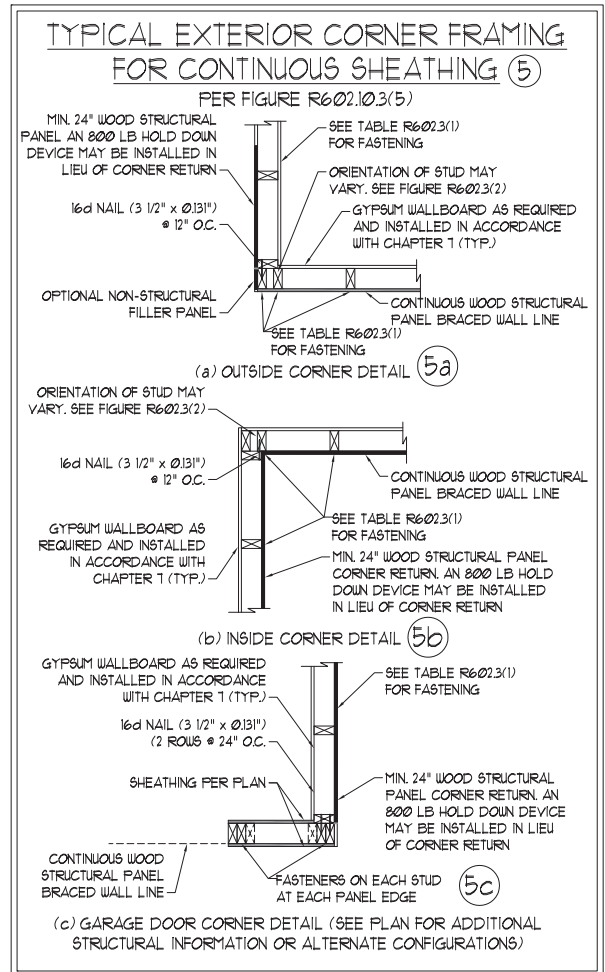 TYPICAL EXTERIOR CORNER FRAMING
FOR CONTINUOUS SHEATHING 5
PER FIGURE R602.10.3(5)
MIN. 24" WOOD STRUCTURAL
PANEL AN 800 LB HOLD DOWN
DEVICE MAY BE INSTALLED IN
LIEU OF CORNER RETURN
16d NAIL (3 1/2" x 0.131")
@ 12" O.C.
OPTIONAL NON-STRUCTURAL
FILLER PANEL
SEE TABLE R602.3(1)
FOR FASTENING
ORIENTATION OF STUD MAY
VARY. SEE FIGURE R602.3(2)
GYPSUM WALLBOARD AS REQUIRED
AND INSTALLED IN ACCORDANCE
WITH CHAPTER 7 (TYP.)
CONTINUOUS WOOD STRUCTURAL
PANEL BRACED WALL LINE
SEE TABLE R602.3(1)
FOR FASTENING
(a) OUTSIDE CORNER DETAIL 5a
ORIENTATION OF STUD MAY
VARY. SEE FIGURE R602.3(2)
16d NAIL (3 1/2" x 0.131")
@ 12" O.C.
GYPSUM WALLBOARD AS
REQUIRED AND INSTALLED
IN ACCORDANCE WITH
CHAPTER 7 (TYP.)
CONTINUOUS WOOD STRUCTURAL
PANEL BRACED WALL LINE
SEE TABLE R602.3(1)
FOR FASTENING
MIN. 24" WOOD STRUCTURAL PANEL
CORNER RETURN. AN 800 LB HOLD
DOWN DEVICE MAY BE INSTALLED
IN LIEU OF CORNER RETURN
(b) INSIDE CORNER DETAIL 5b
GYPSUM WALLBOARD AS REQUIRED
AND INSTALLED IN ACCORDANCE
WITH CHAPTER 7 (TYP.)
16d NAIL (3 1/2" x 0.131")
(2 ROWS @ 24" O.C.
SHEATHING PER PLAN
CONTINUOUS WOOD
STRUCTURAL PANEL
BRACED WALL LINE
SEE TABLE R602.3(1)
FOR FASTENING
MIN. 24" WOOD STRUCTURAL
PANEL CORNER RETURN. AN
800 LB HOLD DOWN DEVICE
MAY BE INSTALLED IN LIEU
OF CORNER RETURN
FASTENERS ON EACH STUD
AT EACH PANEL EDGE
5c
(c) GARAGE DOOR CORNER DETAIL (SEE PLAN FOR ADDITIONAL
STRUCTURAL INFORMATION OR ALTERNATE CONFIGURATIONS)